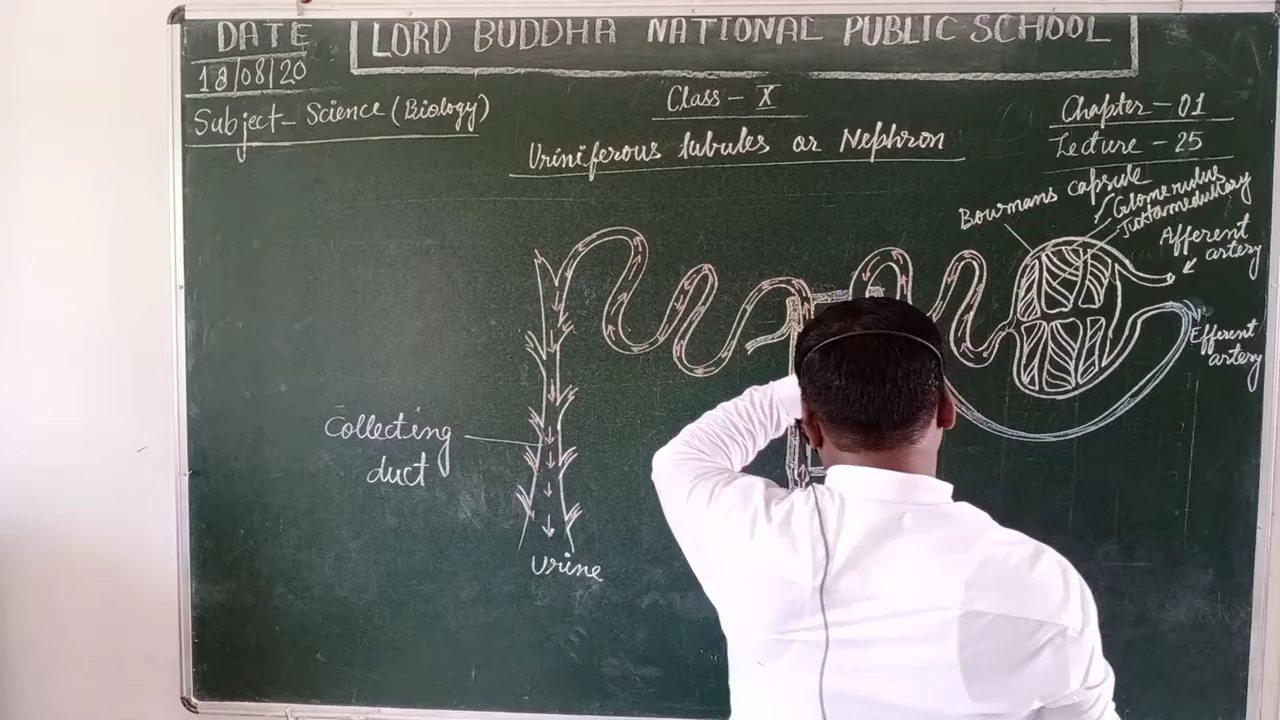 DATE
18/08/20
LORD BUDDHA NATIONAL PUBLIC SCHOOL
Subject- Science (Biology)
Class - X
Chapter - 01
Lecture - 25
Uriniferous tubules or Nephron
Bowmans capsule
Glomerulus
Juxtamedullary
Afferent
artery
Efferent
artery
Collecting
duct
Urine